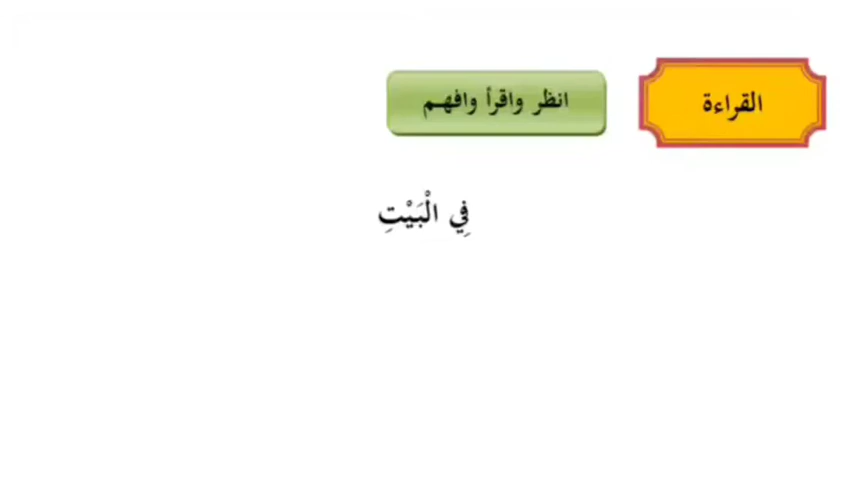 القراءة
انظر واقرأ وافهم
فِي الْبَيْتِ